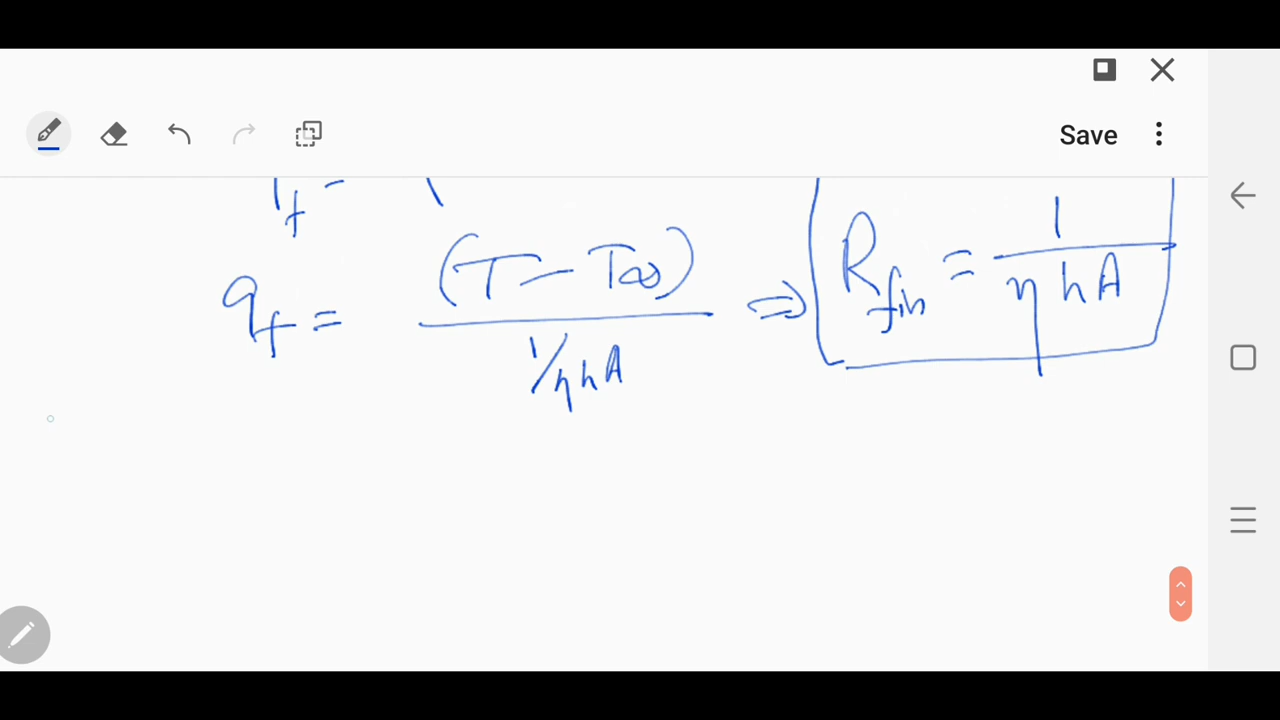 Save
q_f = (T - T∞) / (1/ηhA) ⇒ R_fin = 1 / (ηhA)